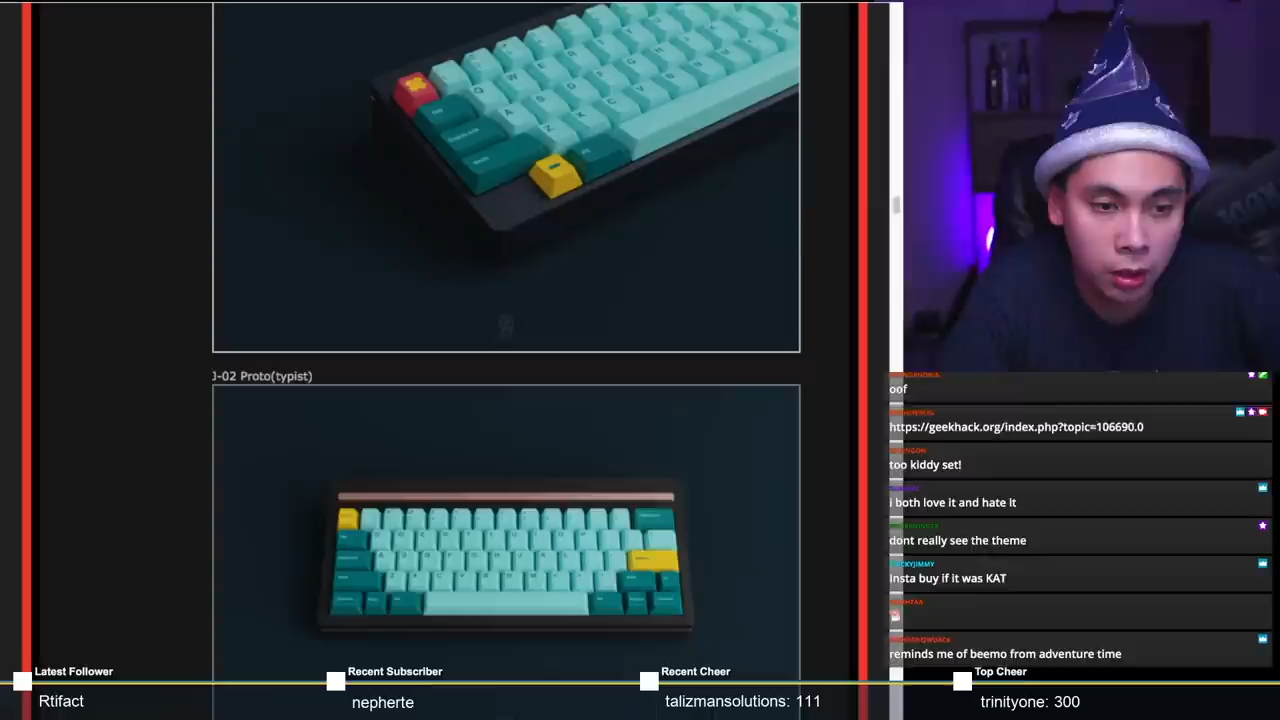 -02 Proto(typist)
oof
https://geekhack.org/index.php?topic=106690.0
too kiddy set!
i both love it and hate it
dont really see the theme
insta buy if it was KAT
reminds me of beemo from adventure time
Latest Follower
Rtifact
Recent Subscriber
nepherte
Recent Cheer
talizmansolutions: 111
Top Cheer
trinityone: 300